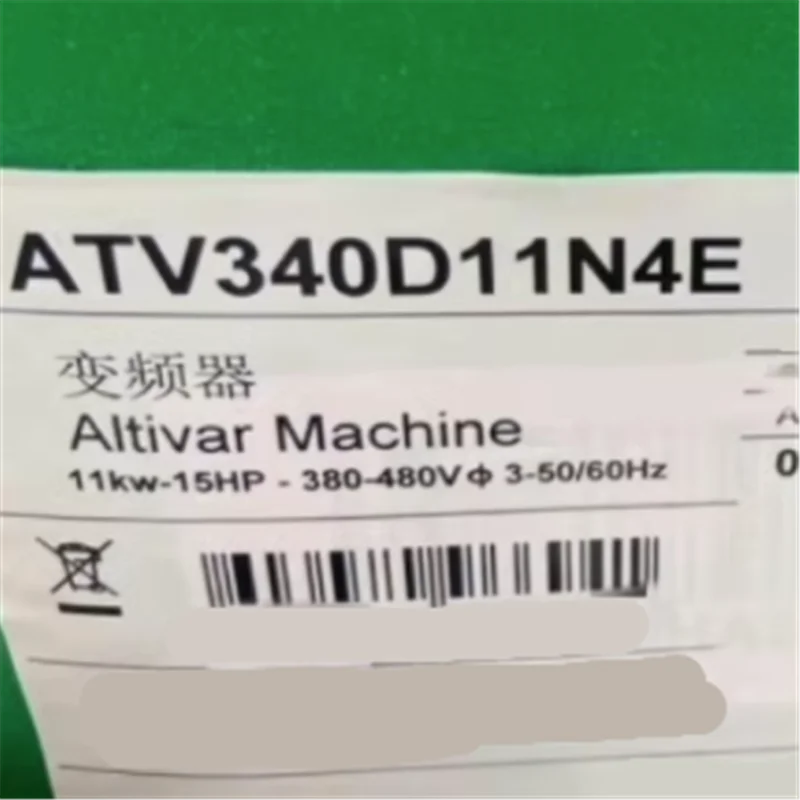 ATV340D11N4E
变频器
Altivar Machine
11kw-15HP - 380-480Vϕ 3-50/60Hz